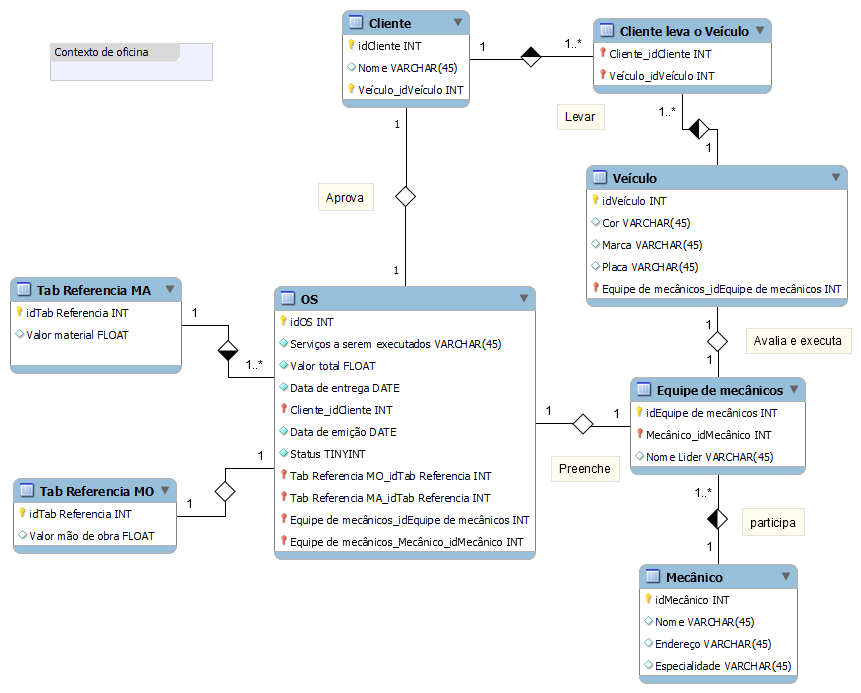 Contexto de oficina
Cliente
idCliente INT
Nome VARCHAR(45)
Veículo_idVeículo INT
1
1..*
Cliente leva o Veículo
Cliente_idCliente INT
Veículo_idVeículo INT
Levar
1..*
1
Veículo
idVeículo INT
Cor VARCHAR(45)
Marca VARCHAR(45)
Placa VARCHAR(45)
Equipe de mecânicos_idEquipe de mecânicos INT
1
Aprova
1
Tab Referencia MA
idTab Referencia INT
Valor material FLOAT
1
1..*
OS
idOS INT
Serviços a serem executados VARCHAR(45)
Valor total FLOAT
Data de entrega DATE
Cliente_idCliente INT
Data de emição DATE
Status TINYINT
Tab Referencia MO_idTab Referencia INT
Tab Referencia MA_idTab Referencia INT
Equipe de mecânicos_idEquipe de mecânicos INT
Equipe de mecânicos_Mecânico_idMecânico INT
1
Avalia e executa
1
Equipe de mecânicos
idEquipe de mecânicos INT
Mecânico_idMecânico INT
Nome Lider VARCHAR(45)
1
1
Preenche
Tab Referencia MO
idTab Referencia INT
Valor mão de obra FLOAT
1
1
1..*
participa
1
Mecânico
idMecânico INT
Nome VARCHAR(45)
Endereço VARCHAR(45)
Especialidade VARCHAR(45)